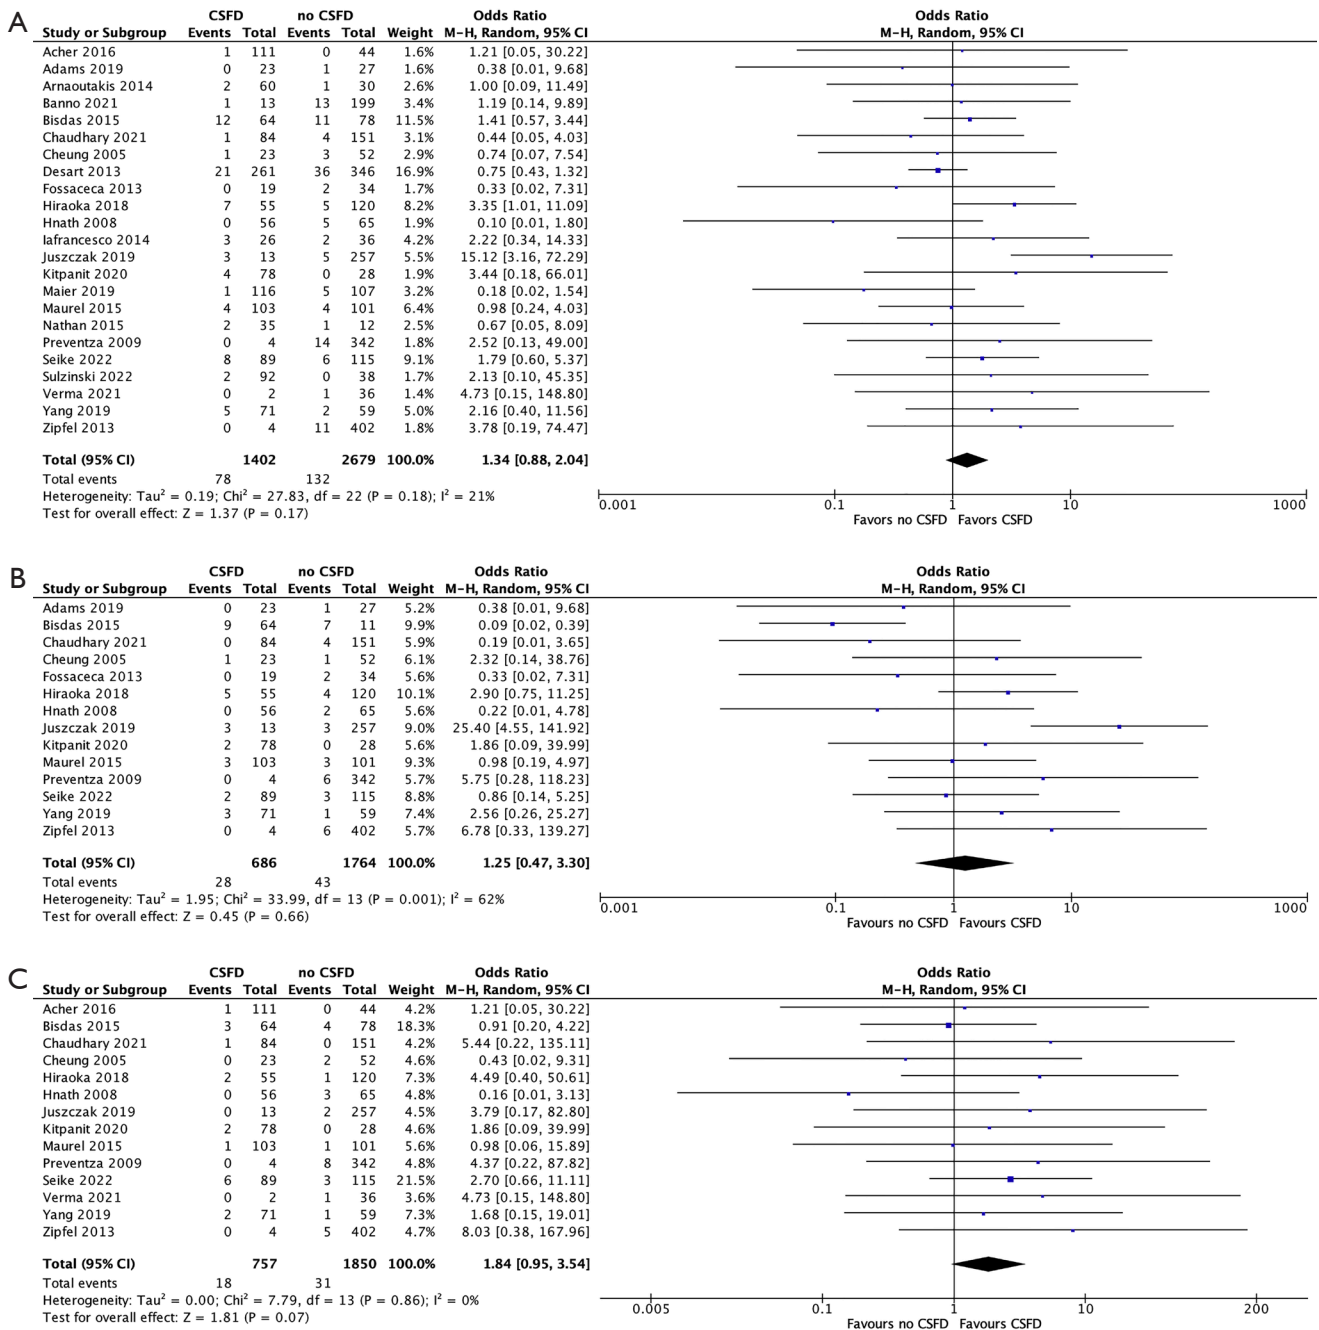 A
CSFD no CSFD Odds Ratio Odds Ratio
Study or Subgroup Events Total Events Total Weight M-H, Random, 95% CI M-H, Random, 95% CI
Acher 2016 1 111 0 44 1.6% 1.21 [0.05, 30.22]
Adams 2019 0 23 1 27 1.6% 0.38 [0.01, 9.68]
Arnaoutakis 2014 2 60 1 30 2.6% 1.00 [0.09, 11.49]
Banno 2021 1 13 13 199 3.4% 1.19 [0.14, 9.89]
Bisdas 2015 12 64 11 78 11.5% 1.41 [0.57, 3.44]
Chaudhary 2021 1 84 4 151 3.1% 0.44 [0.05, 4.03]
Cheung 2005 1 23 3 52 2.9% 0.74 [0.07, 7.54]
Desart 2013 21 261 36 346 16.9% 0.75 [0.43, 1.32]
Fossaceca 2013 0 19 2 34 1.7% 0.33 [0.02, 7.31]
Hiraoka 2018 7 55 5 120 8.2% 3.35 [1.01, 11.09]
Hnath 2008 0 56 5 65 1.9% 0.10 [0.01, 1.80]
Iafrancesco 2014 3 26 2 36 4.2% 2.22 [0.34, 14.33]
Juszczak 2019 3 13 5 257 5.5% 15.12 [3.16, 72.29]
Kitpanit 2020 4 78 0 28 1.9% 3.44 [0.18, 66.01]
Maier 2019 1 116 5 107 3.2% 0.18 [0.02, 1.54]
Maurel 2015 4 103 4 101 6.4% 0.98 [0.24, 4.03]
Nathan 2015 2 35 1 12 2.5% 0.67 [0.05, 8.09]
Preventza 2009 0 4 14 342 1.8% 2.52 [0.13, 49.00]
Seike 2022 8 89 6 115 9.1% 1.79 [0.60, 5.37]
Sulzinski 2022 2 92 0 38 1.7% 2.13 [0.10, 45.35]
Verma 2021 0 2 1 36 1.4% 4.73 [0.15, 148.80]
Yang 2019 5 71 2 59 5.0% 2.16 [0.40, 11.56]
Zipfel 2013 0 4 11 402 1.8% 3.78 [0.19, 74.47]
Total (95% CI) 1402 2679 100.0% 1.34 [0.88, 2.04]
Total events 78 132
Heterogeneity: Tau² = 0.19; Chi² = 27.83, df = 22 (P = 0.18); I² = 21%
Test for overall effect: Z = 1.37 (P = 0.17)
0.001 0.1 1 10 1000
Favors no CSFD Favors CSFD
B
CSFD no CSFD Odds Ratio Odds Ratio
Study or Subgroup Events Total Events Total Weight M-H, Random, 95% CI M-H, Random, 95% CI
Adams 2019 0 23 1 27 5.2% 0.38 [0.01, 9.68]
Bisdas 2015 9 64 7 11 9.9% 0.09 [0.02, 0.39]
Chaudhary 2021 0 84 4 151 5.9% 0.19 [0.01, 3.65]
Cheung 2005 1 23 1 52 6.1% 2.32 [0.14, 38.76]
Fossaceca 2013 0 19 2 34 5.6% 0.33 [0.02, 7.31]
Hiraoka 2018 5 55 4 120 10.1% 2.90 [0.75, 11.25]
Hnath 2008 0 56 2 65 5.6% 0.22 [0.01, 4.78]
Juszczak 2019 3 13 3 257 9.0% 25.40 [4.55, 141.92]
Kitpanit 2020 2 78 0 28 5.6% 1.86 [0.09, 39.99]
Maurel 2015 3 103 3 101 9.3% 0.98 [0.19, 4.97]
Preventza 2009 0 4 6 342 5.7% 5.75 [0.28, 118.23]
Seike 2022 2 89 3 115 8.8% 0.86 [0.14, 5.25]
Yang 2019 3 71 1 59 7.4% 2.56 [0.26, 25.27]
Zipfel 2013 0 4 6 402 5.7% 6.78 [0.33, 139.27]
Total (95% CI) 686 1764 100.0% 1.25 [0.47, 3.30]
Total events 28 43
Heterogeneity: Tau² = 1.95; Chi² = 33.99, df = 13 (P = 0.001); I² = 62%
Test for overall effect: Z = 0.45 (P = 0.66)
0.001 0.1 1 10 1000
Favours no CSFD Favours CSFD
C
CSFD no CSFD Odds Ratio Odds Ratio
Study or Subgroup Events Total Events Total Weight M-H, Random, 95% CI M-H, Random, 95% CI
Acher 2016 1 111 0 44 4.2% 1.21 [0.05, 30.22]
Bisdas 2015 3 64 4 78 18.3% 0.91 [0.20, 4.22]
Chaudhary 2021 1 84 0 151 4.2% 5.44 [0.22, 135.11]
Cheung 2005 0 23 2 52 4.6% 0.43 [0.02, 9.31]
Hiraoka 2018 2 55 1 120 7.3% 4.49 [0.40, 50.61]
Hnath 2008 0 56 3 65 4.8% 0.16 [0.01, 3.13]
Juszczak 2019 0 13 2 257 4.5% 3.79 [0.17, 82.80]
Kitpanit 2020 2 78 0 28 4.6% 1.86 [0.09, 39.99]
Maurel 2015 1 103 1 101 5.6% 0.98 [0.06, 15.89]
Preventza 2009 0 4 8 342 4.8% 4.37 [0.22, 87.82]
Seike 2022 6 89 3 115 21.5% 2.70 [0.66, 11.11]
Verma 2021 0 2 1 36 3.6% 4.73 [0.15, 148.80]
Yang 2019 2 71 1 59 7.3% 1.68 [0.15, 19.01]
Zipfel 2013 0 4 5 402 4.7% 8.03 [0.38, 167.96]
Total (95% CI) 757 1850 100.0% 1.84 [0.95, 3.54]
Total events 18 31
Heterogeneity: Tau² = 0.00; Chi² = 7.79, df = 13 (P = 0.86); I² = 0%
Test for overall effect: Z = 1.81 (P = 0.07)
0.005 0.1 1 10 200
Favours no CSFD Favours CSFD